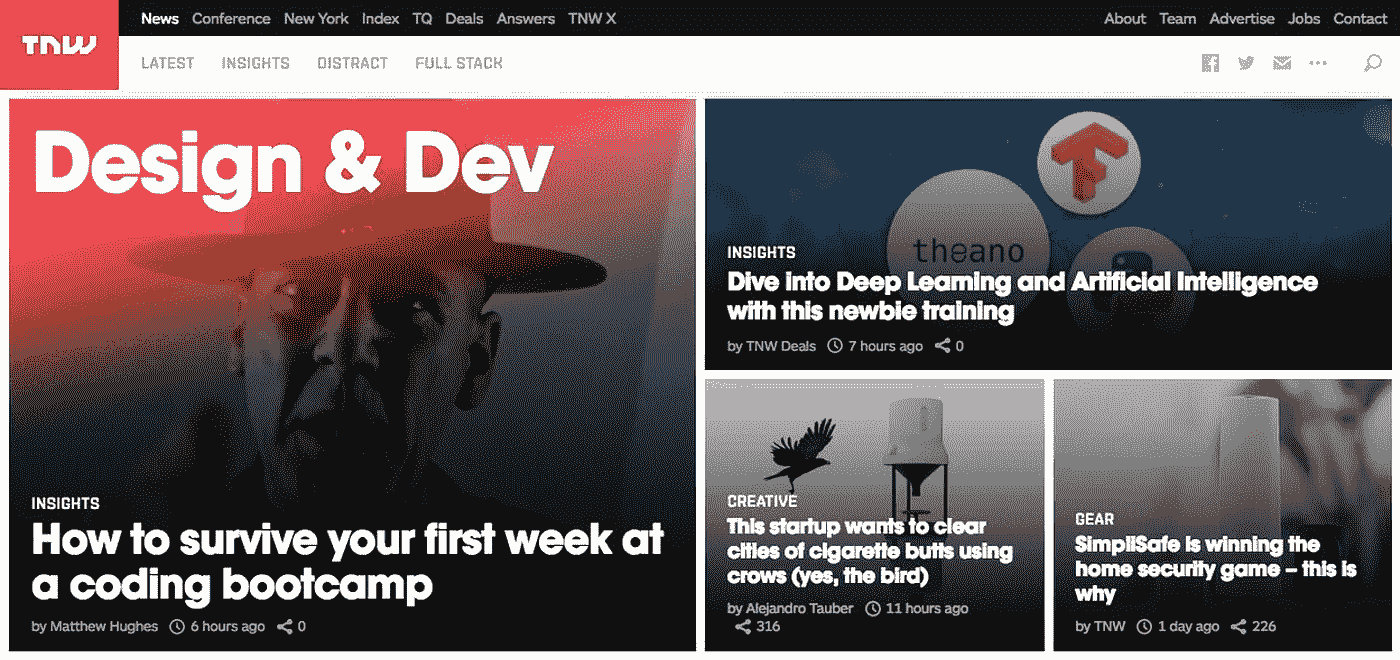 TNW
News Conference New York Index TQ Deals Answers TNW X
About Team Advertise Jobs Contact
LATEST INSIGHTS DISTRACT FULL STACK
Design & Dev
INSIGHTS
How to survive your first week at
a coding bootcamp
by Matthew Hughes 6 hours ago 0
theano
INSIGHTS
Dive into Deep Learning and Artificial Intelligence
with this newbie training
by TNW Deals 7 hours ago 0
CREATIVE
This startup wants to clear
cities of cigarette butts using
crows (yes, the bird)
by Alejandro Tauber 11 hours ago
316
GEAR
SimpliSafe is winning the
home security game – this is
why
by TNW 1 day ago 226